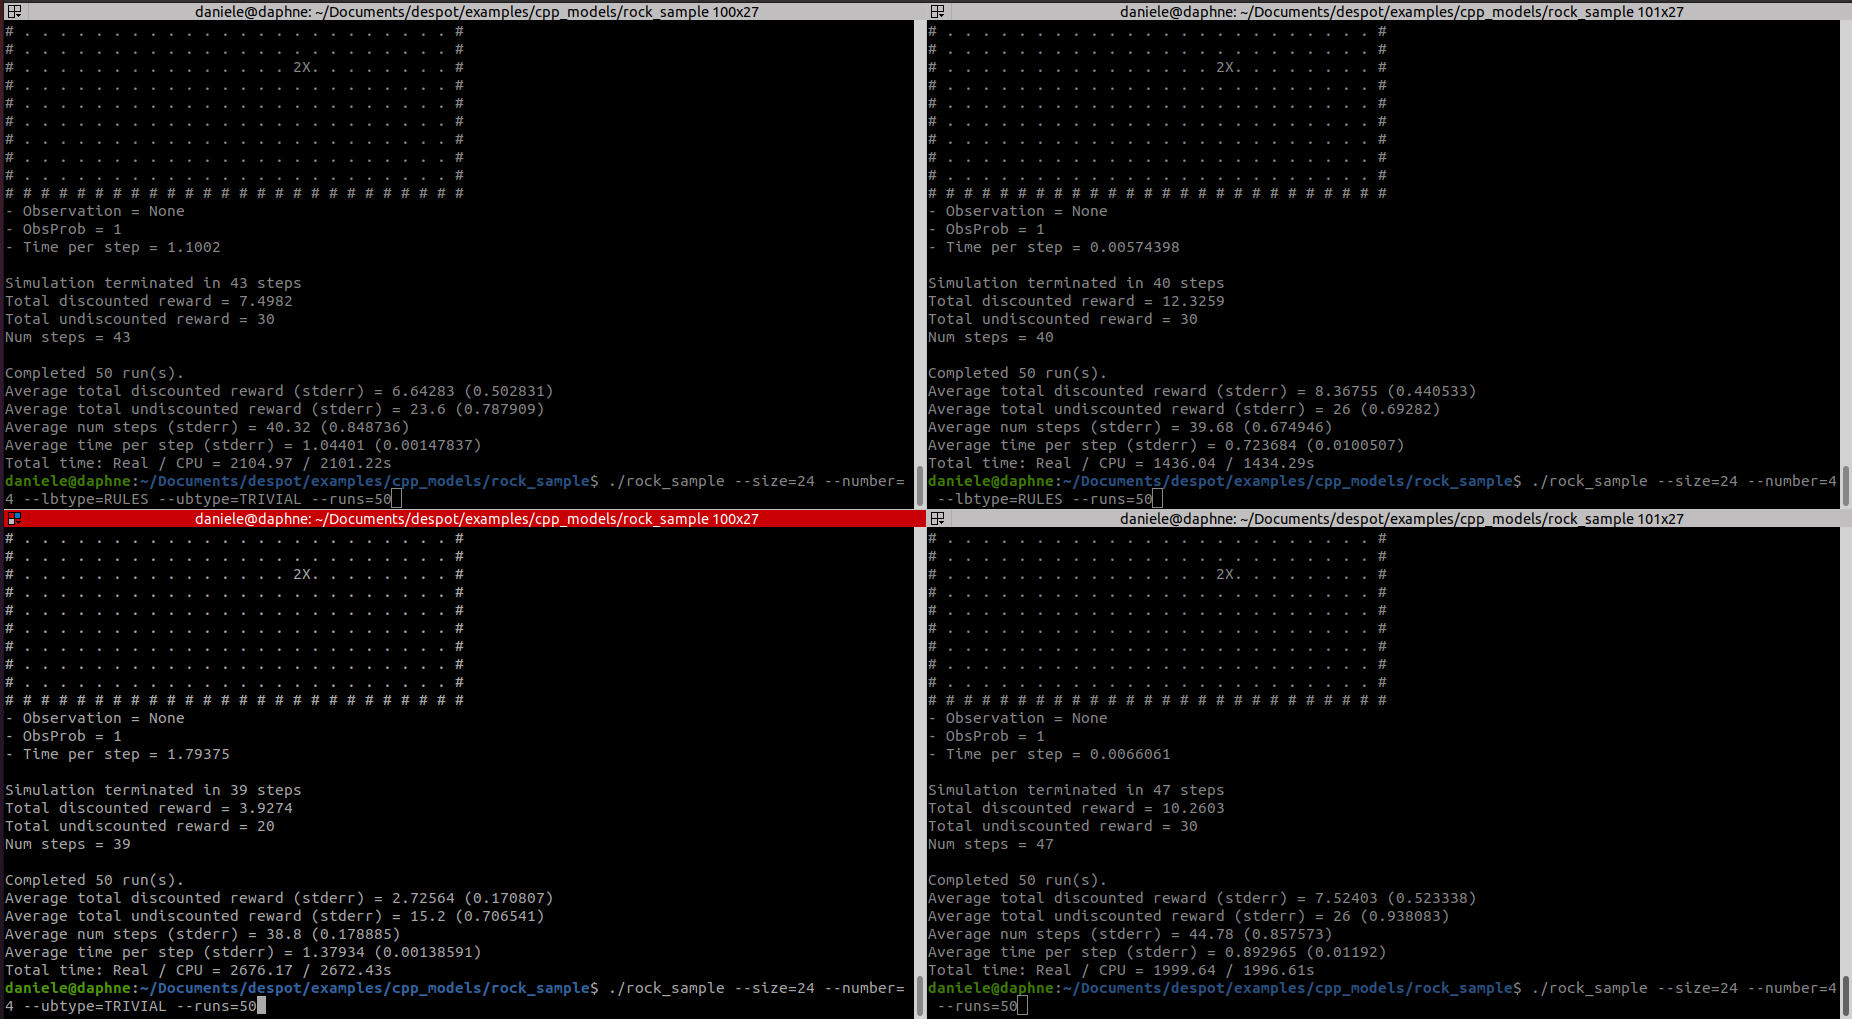 daniele@daphne: ~/Documents/despot/examples/cpp_models/rock_sample 100x27
# . . . . . . . . . . . . . . . . . . . . . . . . #
# . . . . . . . . . . . . . . . . . . . . . . . . #
# . . . . . . . . . . . . . . . 2X. . . . . . . . #
# . . . . . . . . . . . . . . . . . . . . . . . . #
# . . . . . . . . . . . . . . . . . . . . . . . . #
# . . . . . . . . . . . . . . . . . . . . . . . . #
# . . . . . . . . . . . . . . . . . . . . . . . . #
# . . . . . . . . . . . . . . . . . . . . . . . . #
# . . . . . . . . . . . . . . . . . . . . . . . . #
# # # # # # # # # # # # # # # # # # # # # # # # # #
- Observation = None
- ObsProb = 1
- Time per step = 1.1002
Simulation terminated in 43 steps
Total discounted reward = 7.4982
Total undiscounted reward = 30
Num steps = 43
Completed 50 run(s).
Average total discounted reward (stderr) = 6.64283 (0.502831)
Average total undiscounted reward (stderr) = 23.6 (0.787909)
Average num steps (stderr) = 40.32 (0.848736)
Average time per step (stderr) = 1.04401 (0.00147837)
Total time: Real / CPU = 2104.97 / 2101.22s
daniele@daphne:~/Documents/despot/examples/cpp_models/rock_sample$ ./rock_sample --size=24 --number=
4 --lbtype=RULES --ubtype=TRIVIAL --runs=50
daniele@daphne: ~/Documents/despot/examples/cpp_models/rock_sample 101x27
# . . . . . . . . . . . . . . . . . . . . . . . . #
# . . . . . . . . . . . . . . . . . . . . . . . . #
# . . . . . . . . . . . . . . . 2X. . . . . . . . #
# . . . . . . . . . . . . . . . . . . . . . . . . #
# . . . . . . . . . . . . . . . . . . . . . . . . #
# . . . . . . . . . . . . . . . . . . . . . . . . #
# . . . . . . . . . . . . . . . . . . . . . . . . #
# . . . . . . . . . . . . . . . . . . . . . . . . #
# . . . . . . . . . . . . . . . . . . . . . . . . #
# # # # # # # # # # # # # # # # # # # # # # # # # #
- Observation = None
- ObsProb = 1
- Time per step = 0.00574398
Simulation terminated in 40 steps
Total discounted reward = 12.3259
Total undiscounted reward = 30
Num steps = 40
Completed 50 run(s).
Average total discounted reward (stderr) = 8.36755 (0.440533)
Average total undiscounted reward (stderr) = 26 (0.69282)
Average num steps (stderr) = 39.68 (0.674946)
Average time per step (stderr) = 0.723684 (0.0100507)
Total time: Real / CPU = 1436.04 / 1434.29s
daniele@daphne:~/Documents/despot/examples/cpp_models/rock_sample$ ./rock_sample --size=24 --number=4
--lbtype=RULES --runs=50
daniele@daphne: ~/Documents/despot/examples/cpp_models/rock_sample 100x27
# . . . . . . . . . . . . . . . . . . . . . . . . #
# . . . . . . . . . . . . . . . . . . . . . . . . #
# . . . . . . . . . . . . . . . 2X. . . . . . . . #
# . . . . . . . . . . . . . . . . . . . . . . . . #
# . . . . . . . . . . . . . . . . . . . . . . . . #
# . . . . . . . . . . . . . . . . . . . . . . . . #
# . . . . . . . . . . . . . . . . . . . . . . . . #
# . . . . . . . . . . . . . . . . . . . . . . . . #
# . . . . . . . . . . . . . . . . . . . . . . . . #
# # # # # # # # # # # # # # # # # # # # # # # # # #
- Observation = None
- ObsProb = 1
- Time per step = 1.79375
Simulation terminated in 39 steps
Total discounted reward = 3.9274
Total undiscounted reward = 20
Num steps = 39
Completed 50 run(s).
Average total discounted reward (stderr) = 2.72564 (0.170807)
Average total undiscounted reward (stderr) = 15.2 (0.706541)
Average num steps (stderr) = 38.8 (0.178885)
Average time per step (stderr) = 1.37934 (0.00138591)
Total time: Real / CPU = 2676.17 / 2672.43s
daniele@daphne:~/Documents/despot/examples/cpp_models/rock_sample$ ./rock_sample --size=24 --number=
4 --ubtype=TRIVIAL --runs=50
daniele@daphne: ~/Documents/despot/examples/cpp_models/rock_sample 101x27
# . . . . . . . . . . . . . . . . . . . . . . . . #
# . . . . . . . . . . . . . . . . . . . . . . . . #
# . . . . . . . . . . . . . . . 2X. . . . . . . . #
# . . . . . . . . . . . . . . . . . . . . . . . . #
# . . . . . . . . . . . . . . . . . . . . . . . . #
# . . . . . . . . . . . . . . . . . . . . . . . . #
# . . . . . . . . . . . . . . . . . . . . . . . . #
# . . . . . . . . . . . . . . . . . . . . . . . . #
# . . . . . . . . . . . . . . . . . . . . . . . . #
# # # # # # # # # # # # # # # # # # # # # # # # # #
- Observation = None
- ObsProb = 1
- Time per step = 0.0066061
Simulation terminated in 47 steps
Total discounted reward = 10.2603
Total undiscounted reward = 30
Num steps = 47
Completed 50 run(s).
Average total discounted reward (stderr) = 7.52403 (0.523338)
Average total undiscounted reward (stderr) = 26 (0.938083)
Average num steps (stderr) = 44.78 (0.857573)
Average time per step (stderr) = 0.892965 (0.01192)
Total time: Real / CPU = 1999.64 / 1996.61s
daniele@daphne:~/Documents/despot/examples/cpp_models/rock_sample$ ./rock_sample --size=24 --number=4
--runs=50